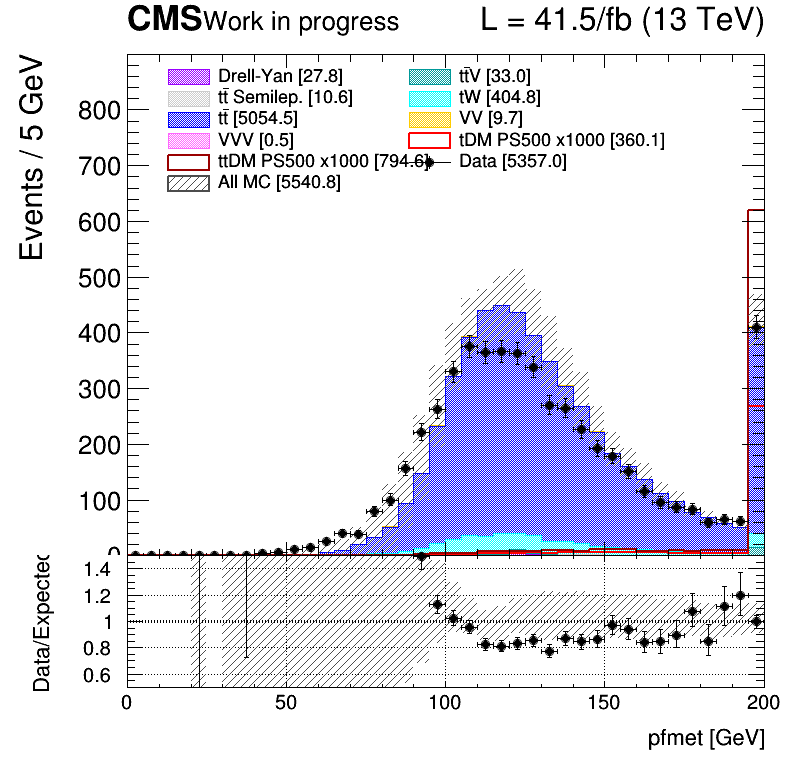 CMS Work in progress L = 41.5/fb (13 TeV)
Drell-Yan [27.8] tt̄V [33.0]
tt̄ Semilep. [10.6] tW [404.8]
tt̄ [5054.5] VV [9.7]
VVV [0.5] tDM PS500 x1000 [360.1]
ttDM PS500 x1000 [794.6] Data [5357.0]
All MC [5540.8]
Events / 5 GeV
800
700
600
500
400
300
200
100
0
Data/Expected
1.4
1.2
1
0.8
0.6
0 50 100 150 200
pfmet [GeV]